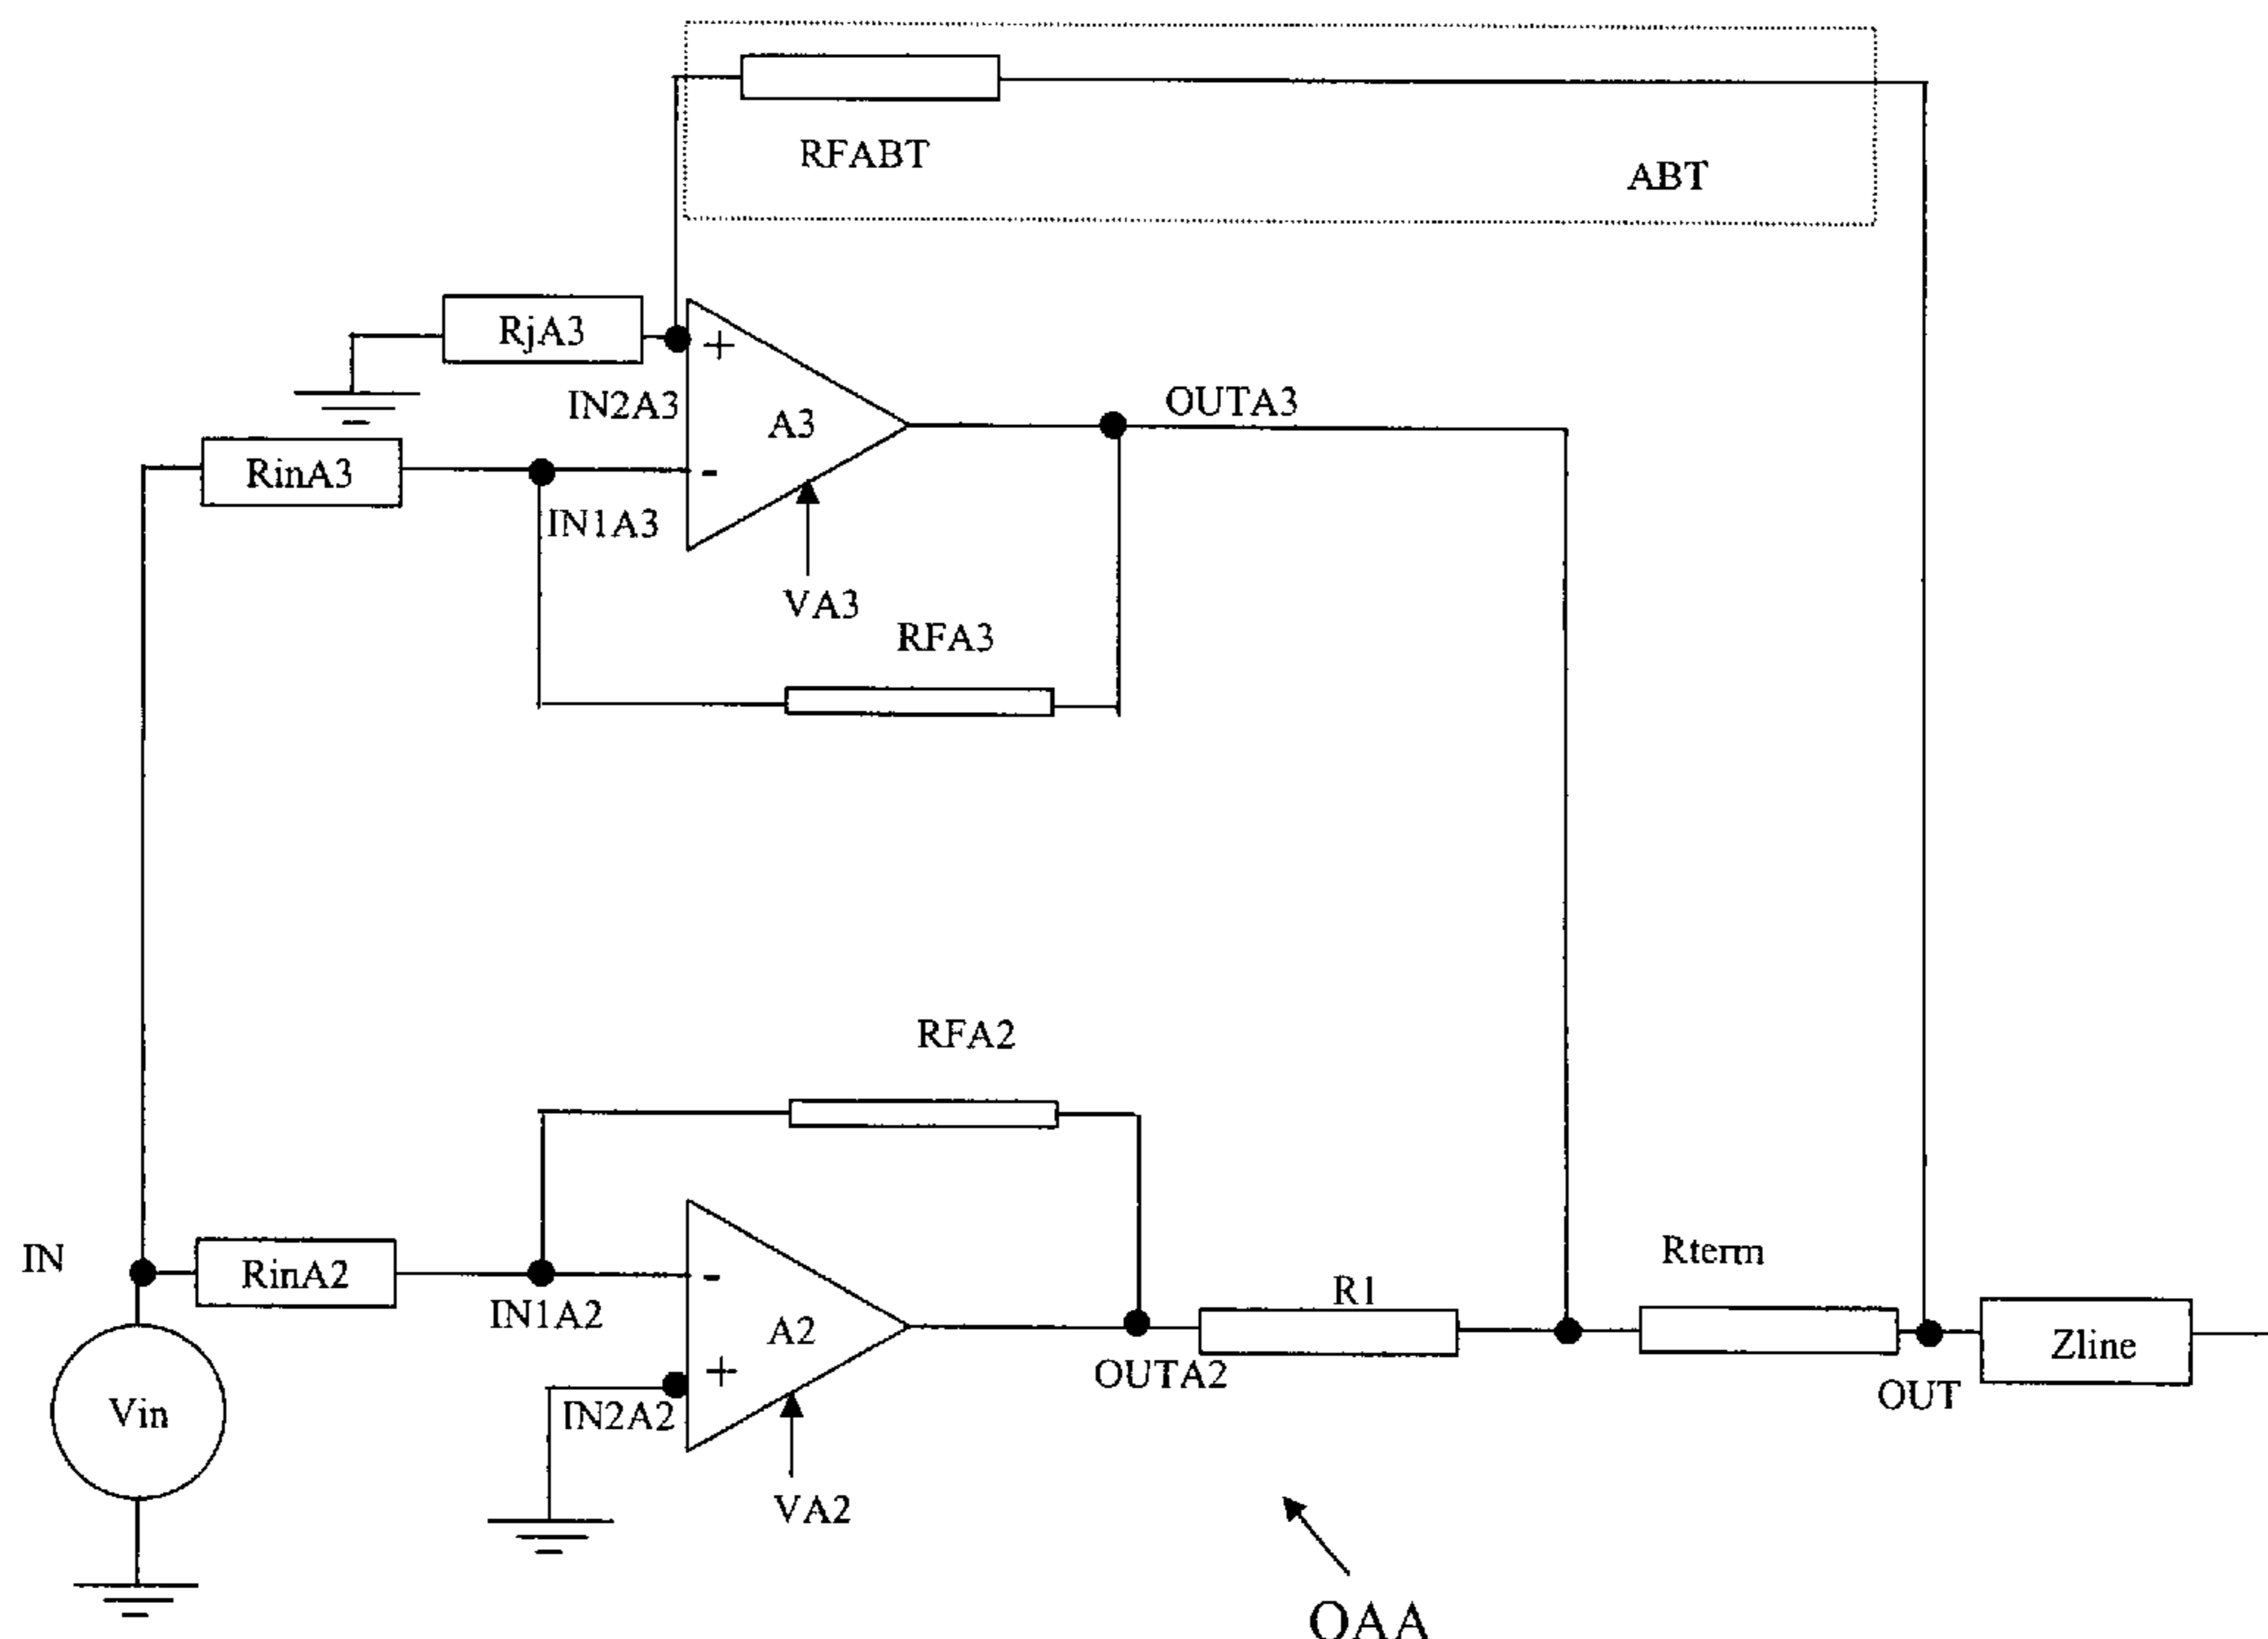 RFABT
ABT
RjA3
+
IN2A3
A3
OUTA3
RinA3
-
IN1A3
VA3
RFA3
RFA2
IN
RinA2
-
IN1A2
A2
+
IN2A2
VA2
OUTA2
R1
Rterm
Zline
OUT
Vin
OAA